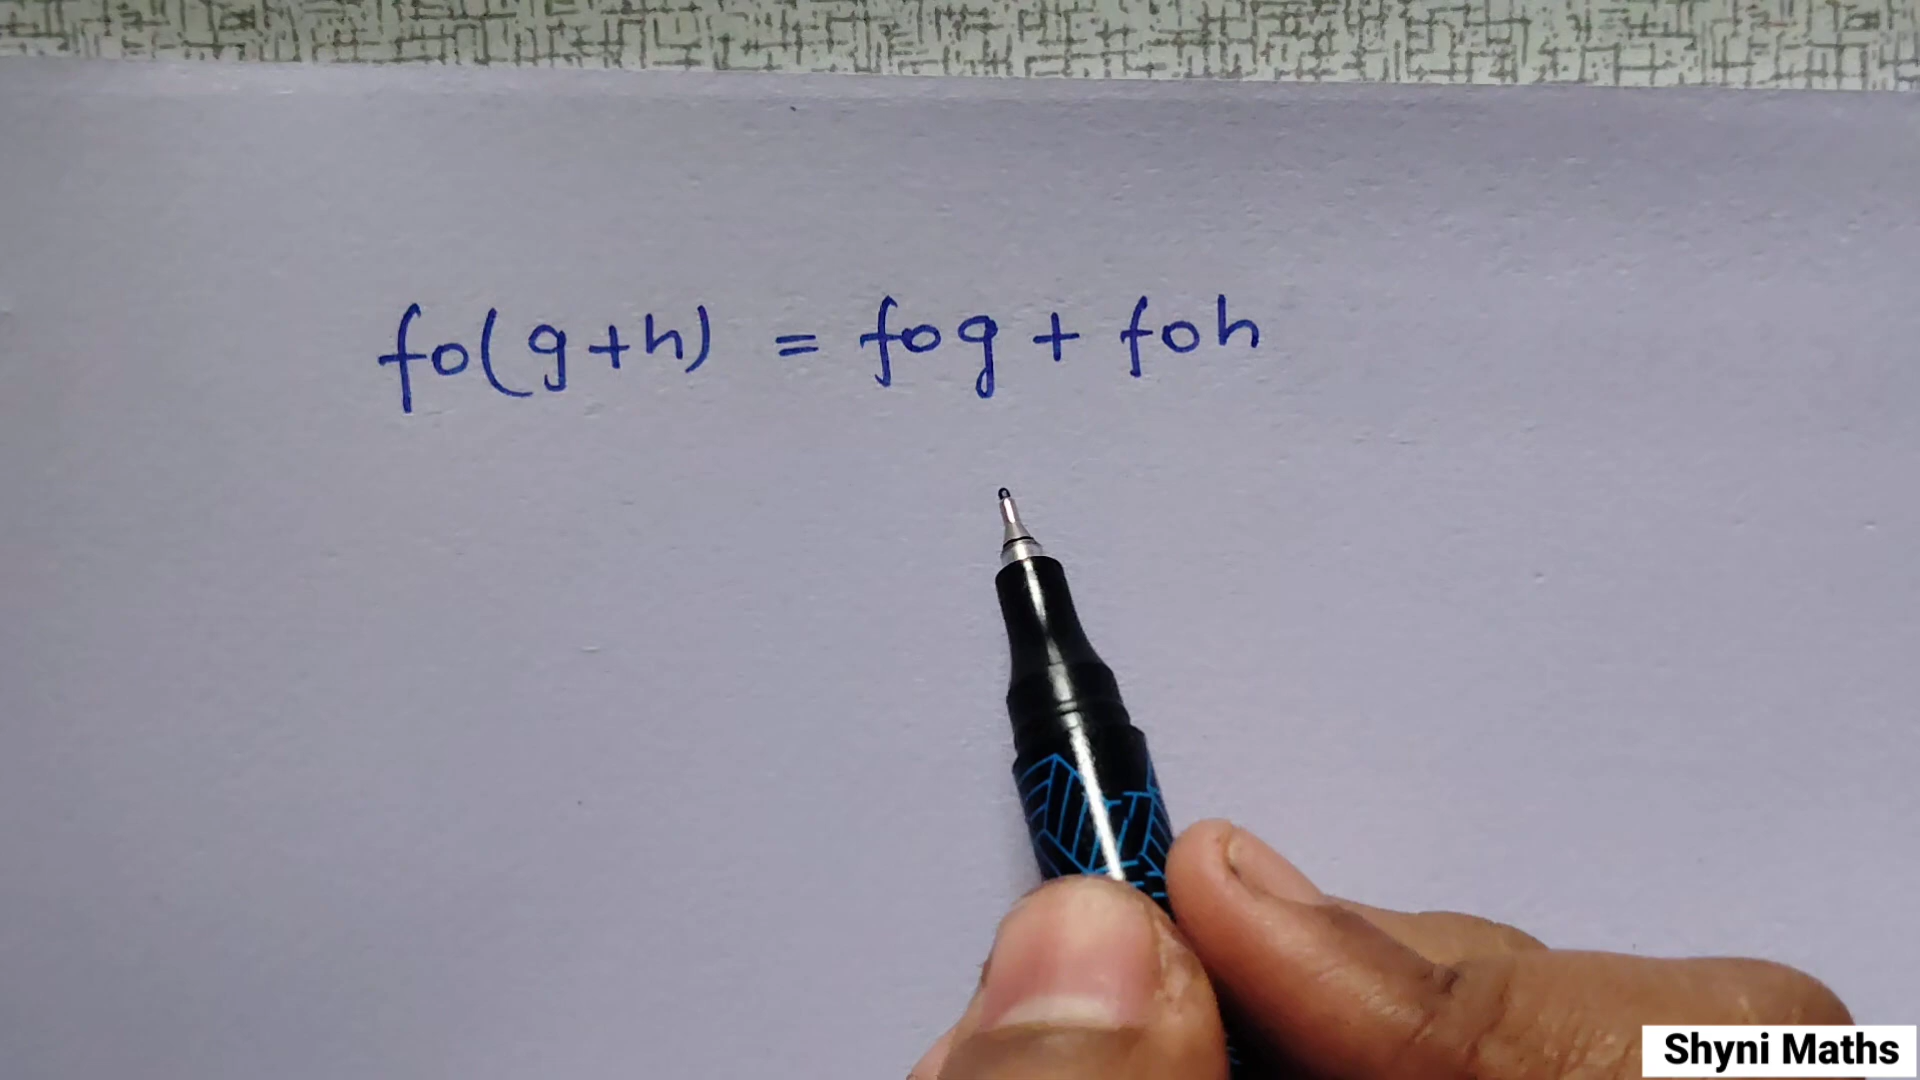 fo(g+h) = fog + foh
Shyni Maths